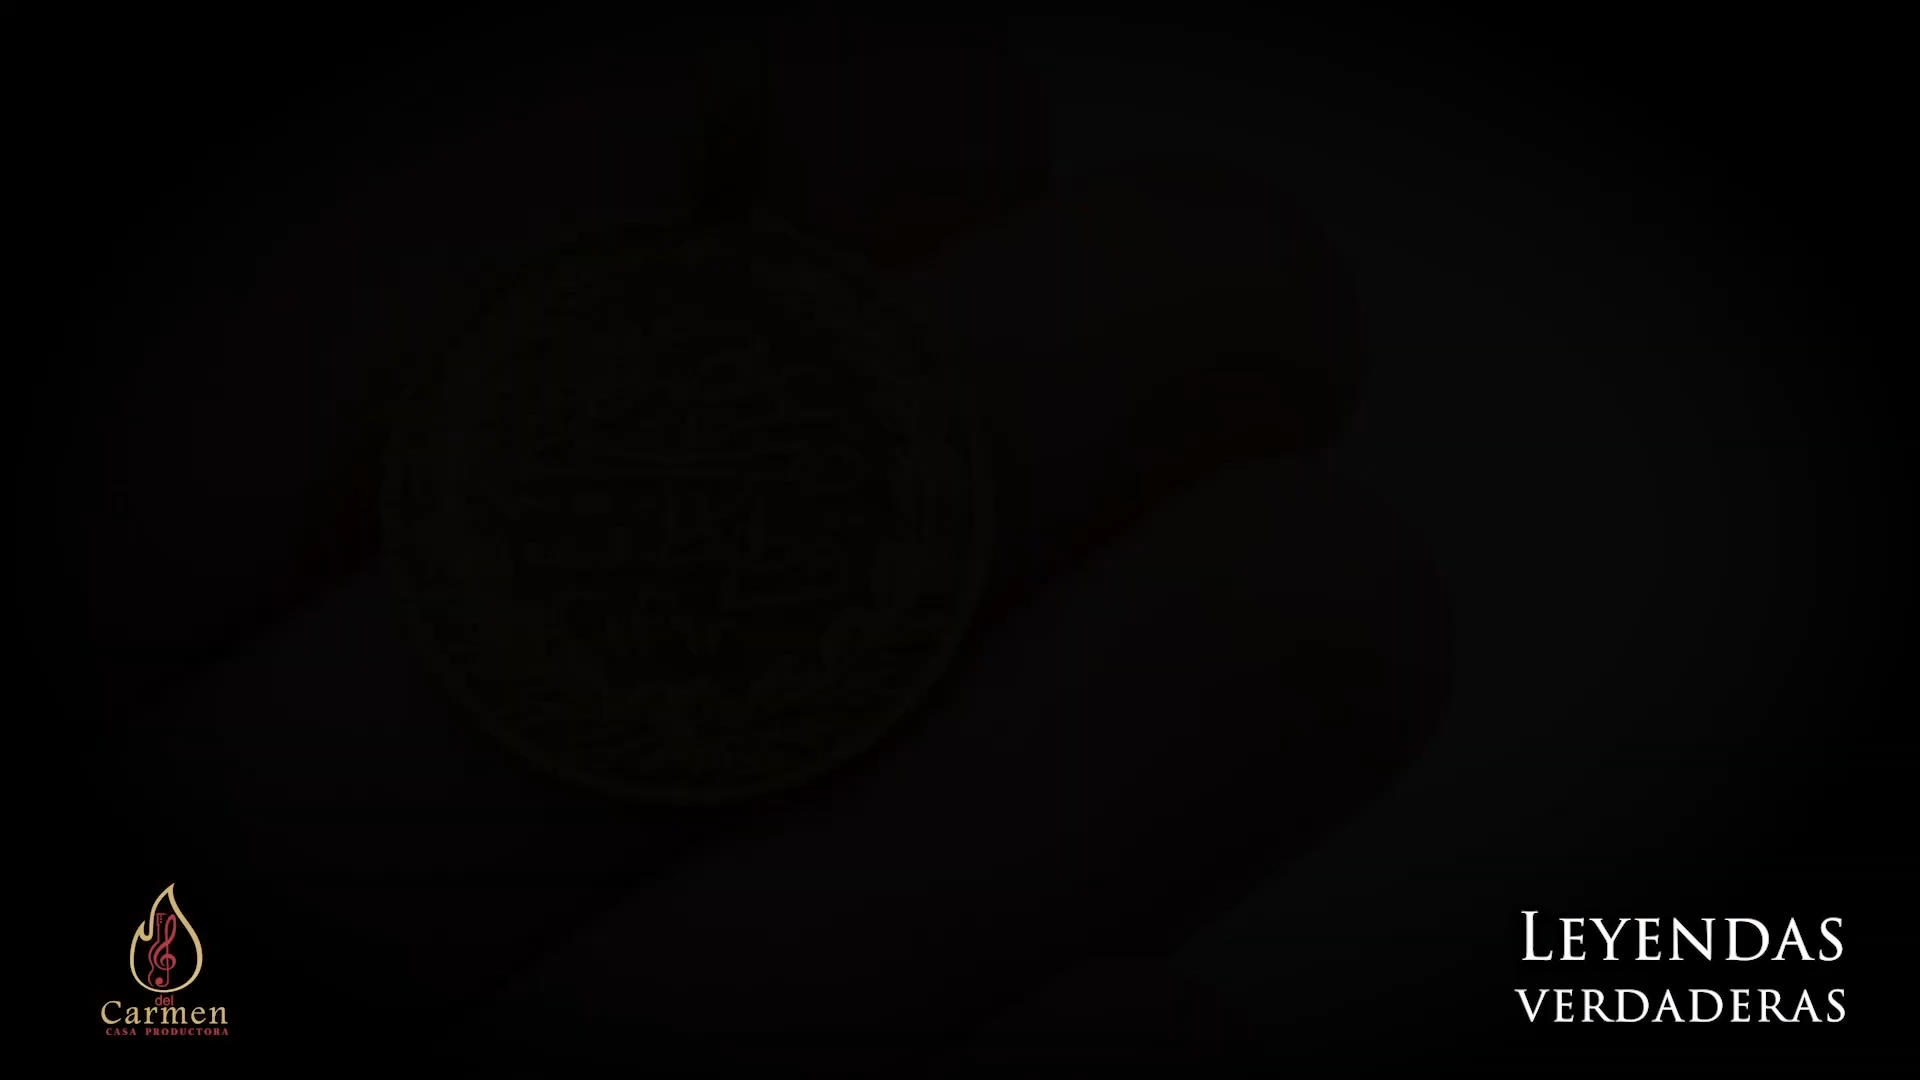 del
Carmen
CASA PRODUCTORA
LEYENDAS
VERDADERAS